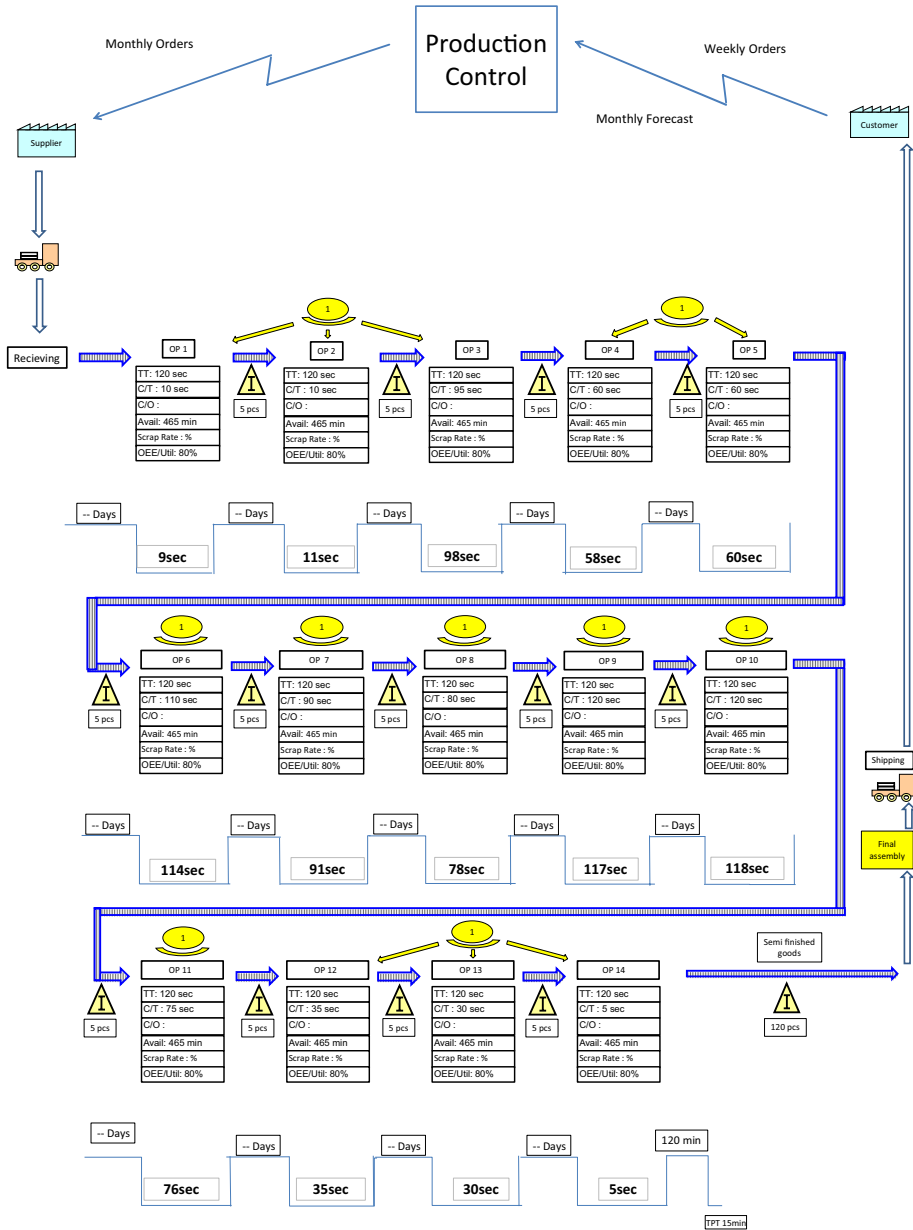 Monthly Orders
Production
Control
Weekly Orders
Monthly Forecast
Supplier
Customer
1
1
Recieving
OP 1
OP 2
OP 3
OP 4
OP 5
TT: 120 sec
C/T : 10 sec
C/O :
Avail: 465 min
Scrap Rate : %
OEE/Util: 80%
5 pcs
TT: 120 sec
C/T : 10 sec
C/O :
Avail: 465 min
Scrap Rate : %
OEE/Util: 80%
5 pcs
TT: 120 sec
C/T : 95 sec
C/O :
Avail: 465 min
Scrap Rate : %
OEE/Util: 80%
5 pcs
TT: 120 sec
C/T : 60 sec
C/O :
Avail: 465 min
Scrap Rate : %
OEE/Util: 80%
5 pcs
TT: 120 sec
C/T : 60 sec
C/O :
Avail: 465 min
Scrap Rate : %
OEE/Util: 80%
-- Days
-- Days
-- Days
-- Days
-- Days
9sec
11sec
98sec
58sec
60sec
1
1
1
1
1
OP 6
OP 7
OP 8
OP 9
OP 10
5 pcs
TT: 120 sec
C/T : 110 sec
C/O :
Avail: 465 min
Scrap Rate : %
OEE/Util: 80%
5 pcs
TT: 120 sec
C/T : 90 sec
C/O :
Avail: 465 min
Scrap Rate : %
OEE/Util: 80%
5 pcs
TT: 120 sec
C/T : 80 sec
C/O :
Avail: 465 min
Scrap Rate : %
OEE/Util: 80%
5 pcs
TT: 120 sec
C/T : 120 sec
C/O :
Avail: 465 min
Scrap Rate : %
OEE/Util: 80%
5 pcs
TT: 120 sec
C/T : 120 sec
C/O :
Avail: 465 min
Scrap Rate : %
OEE/Util: 80%
Shipping
Final
assembly
-- Days
-- Days
-- Days
-- Days
-- Days
114sec
91sec
78sec
117sec
118sec
1
1
OP 11
OP 12
OP 13
OP 14
Semi finished
goods
5 pcs
TT: 120 sec
C/T : 75 sec
C/O :
Avail: 465 min
Scrap Rate : %
OEE/Util: 80%
5 pcs
TT: 120 sec
C/T : 35 sec
C/O :
Avail: 465 min
Scrap Rate : %
OEE/Util: 80%
5 pcs
TT: 120 sec
C/T : 30 sec
C/O :
Avail: 465 min
Scrap Rate : %
OEE/Util: 80%
5 pcs
TT: 120 sec
C/T : 5 sec
C/O :
Avail: 465 min
Scrap Rate : %
OEE/Util: 80%
120 pcs
-- Days
-- Days
-- Days
-- Days
120 min
76sec
35sec
30sec
5sec
TPT 15min